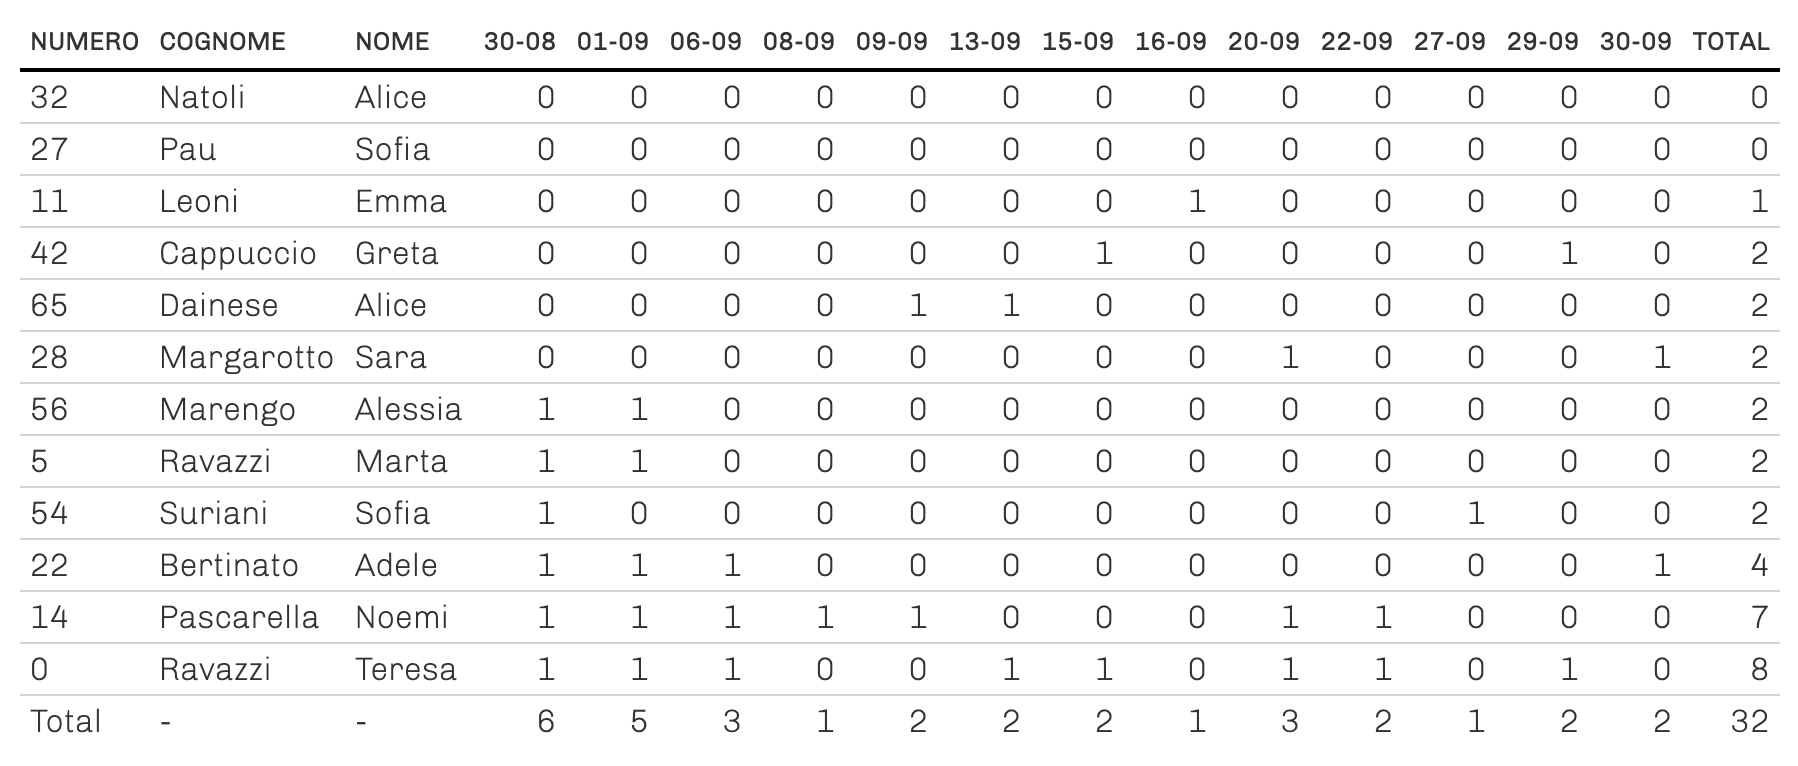 NUMERO COGNOME NOME 30-08 01-09 06-09 08-09 09-09 13-09 15-09 16-09 20-09 22-09 27-09 29-09 30-09 TOTAL
32 Natoli Alice 0 0 0 0 0 0 0 0 0 0 0 0 0 0
27 Pau Sofia 0 0 0 0 0 0 0 0 0 0 0 0 0 0
11 Leoni Emma 0 0 0 0 0 0 0 1 0 0 0 0 0 1
42 Cappuccio Greta 0 0 0 0 0 0 1 0 0 0 0 1 0 2
65 Dainese Alice 0 0 0 0 1 1 0 0 0 0 0 0 0 2
28 Margarotto Sara 0 0 0 0 0 0 0 0 1 0 0 0 1 2
56 Marengo Alessia 1 1 0 0 0 0 0 0 0 0 0 0 0 2
5 Ravazzi Marta 1 1 0 0 0 0 0 0 0 0 0 0 0 2
54 Suriani Sofia 1 0 0 0 0 0 0 0 0 0 1 0 0 2
22 Bertinato Adele 1 1 1 0 0 0 0 0 0 0 0 0 1 4
14 Pascarella Noemi 1 1 1 1 1 0 0 0 1 1 0 0 0 7
0 Ravazzi Teresa 1 1 1 0 0 1 1 0 1 1 0 1 0 8
Total - - 6 5 3 1 2 2 2 1 3 2 1 2 2 32